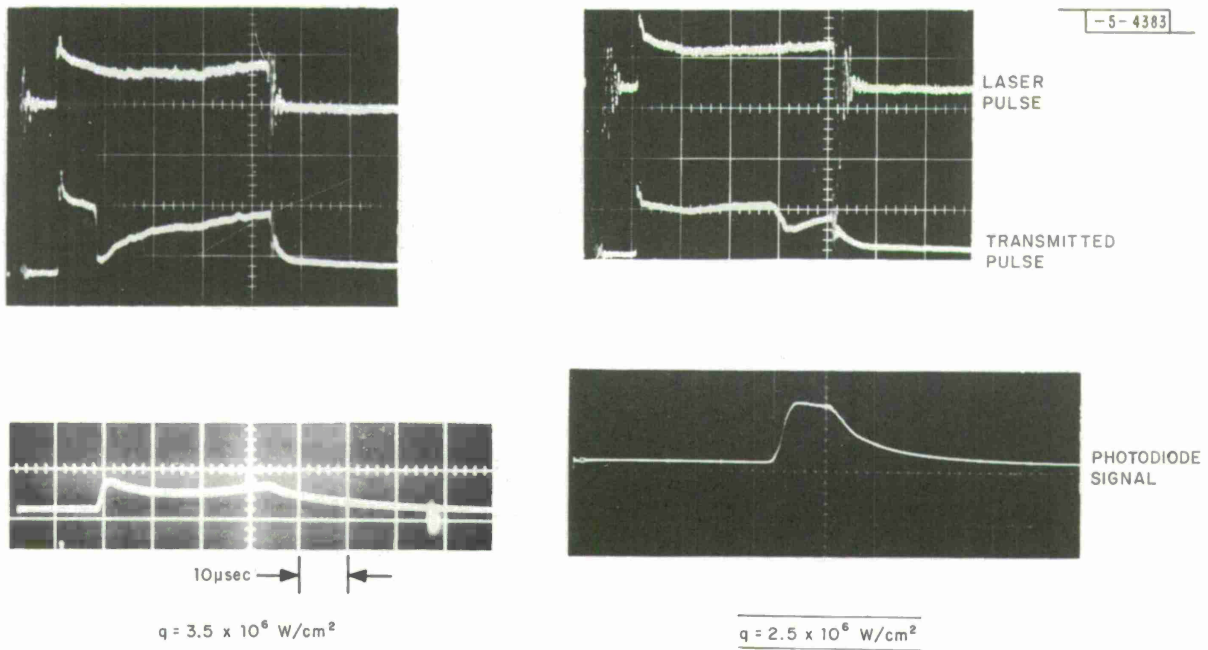 -5-4383
LASER
PULSE
TRANSMITTED
PULSE
PHOTODIODE
SIGNAL
10μsec
q = 3.5 x 10⁶ W/cm²
q = 2.5 x 10⁶ W/cm²